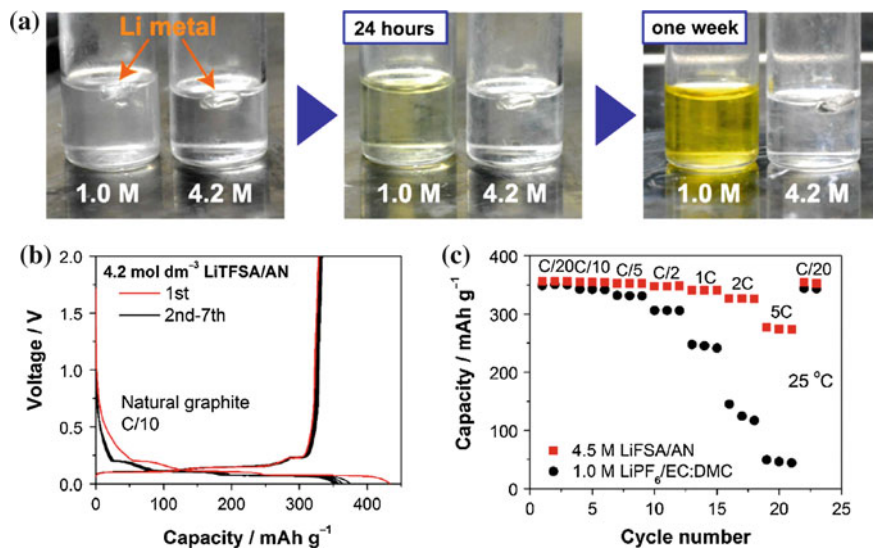 (a)
Li metal
1.0 M
4.2 M
24 hours
1.0 M
4.2 M
one week
1.0 M
4.2 M
(b)
2.0
1.5
1.0
0.5
0.0
Voltage / V
4.2 mol dm⁻³ LiTFSA/AN
1st
2nd-7th
Natural graphite
C/10
0
100
200
300
400
Capacity / mAh g⁻¹
(c)
400
300
200
100
0
Capacity / mAh g⁻¹
C/20
C/10
C/5
C/2
1C
2C
5C
C/20
25 °C
4.5 M LiFSA/AN
1.0 M LiPF₆/EC:DMC
0
5
10
15
20
25
Cycle number